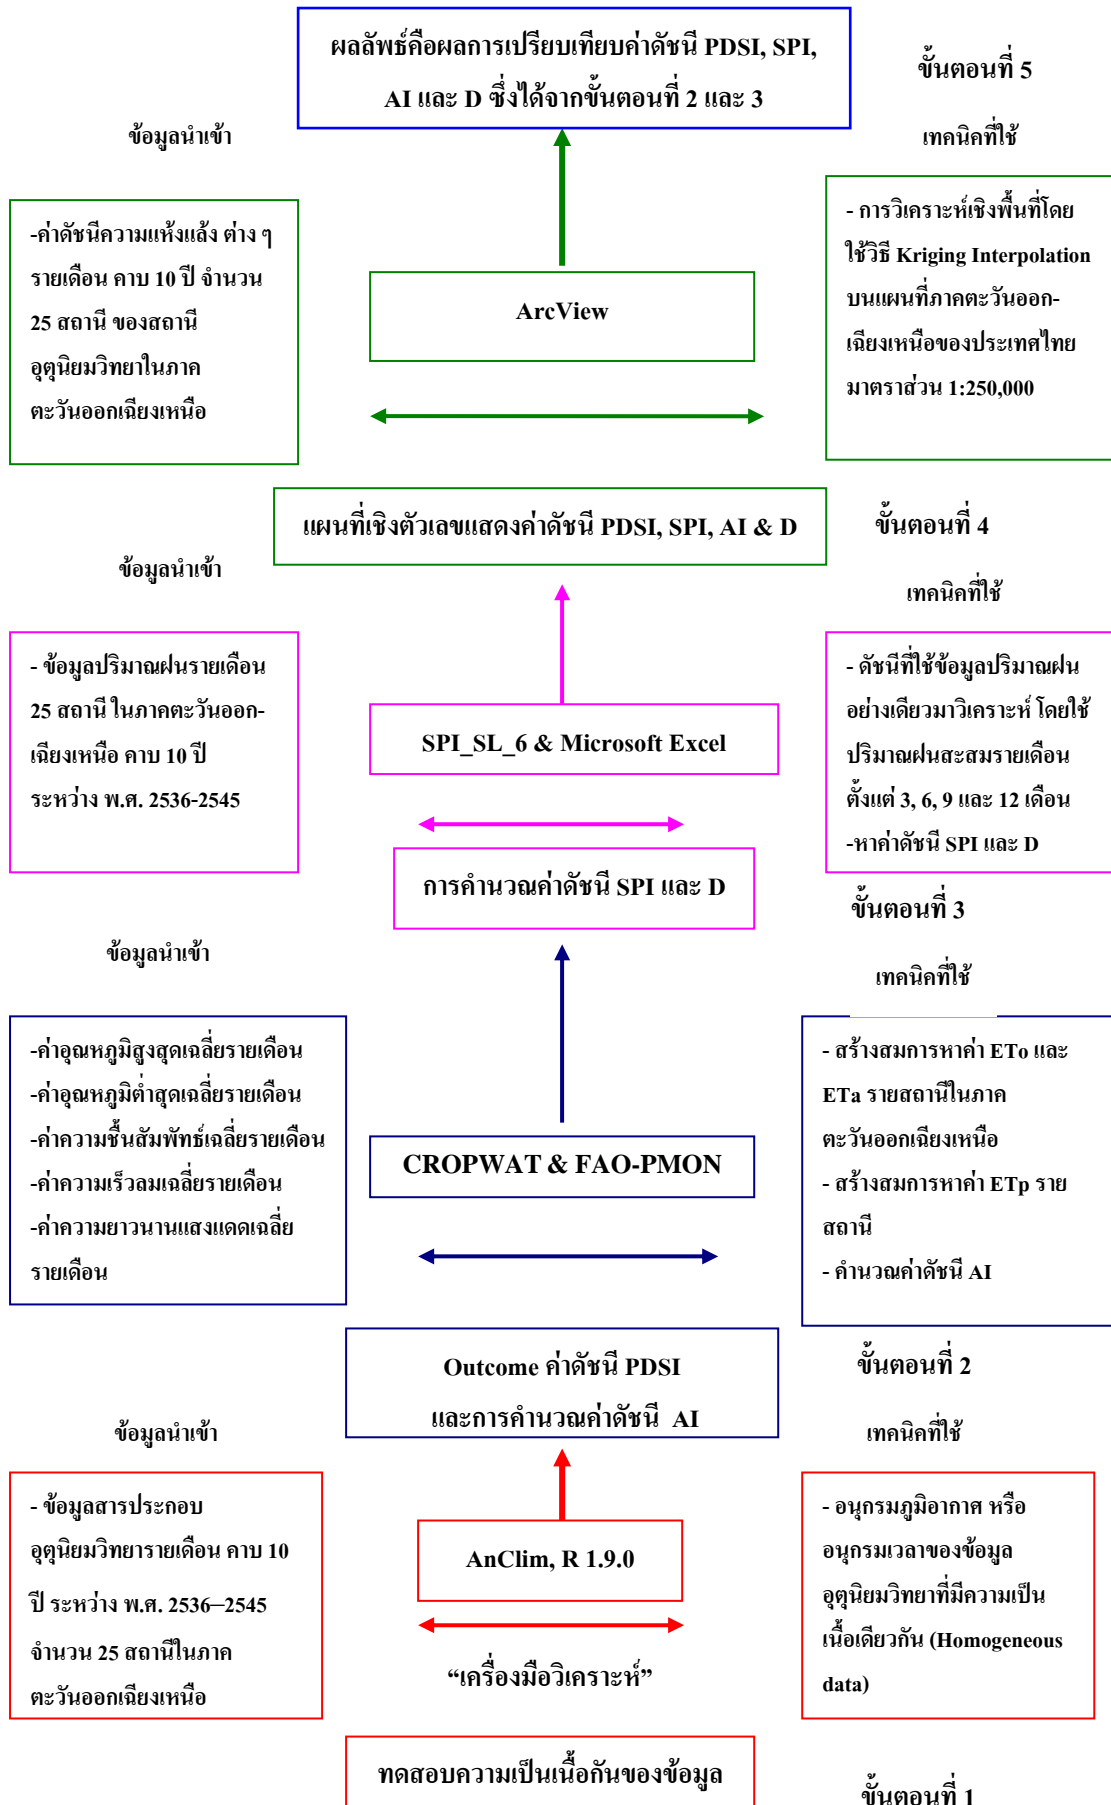 ผลลัพธ์คือผลการเปรียบเทียบค่าดัชนี PDSI, SPI,
AI และ D ซึ่งได้จากขั้นตอนที่ 2 และ 3
ขั้นตอนที่ 5
ข้อมูลนำเข้า
เทคนิคที่ใช้
-ค่าดัชนีความแห้งแล้ง ต่าง ๆ
รายเดือน คาบ 10 ปี จำนวน
25 สถานี ของสถานี
อุตุนิยมวิทยาในภาค
ตะวันออกเฉียงเหนือ
ArcView
- การวิเคราะห์เชิงพื้นที่โดย
ใช้วิธี Kriging Interpolation
บนแผนที่ภาคตะวันออก-
เฉียงเหนือของประเทศไทย
มาตราส่วน 1:250,000
แผนที่เชิงตัวเลขแสดงค่าดัชนี PDSI, SPI, AI & D
ขั้นตอนที่ 4
ข้อมูลนำเข้า
เทคนิคที่ใช้
- ข้อมูลปริมาณฝนรายเดือน
25 สถานี ในภาคตะวันออก-
เฉียงเหนือ คาบ 10 ปี
ระหว่าง พ.ศ. 2536-2545
SPI_SL_6 & Microsoft Excel
- ดัชนีที่ใช้ข้อมูลปริมาณฝน
อย่างเดียวมาวิเคราะห์ โดยใช้
ปริมาณฝนสะสมรายเดือน
ตั้งแต่ 3, 6, 9 และ 12 เดือน
-หาค่าดัชนี SPI และ D
การคำนวณค่าดัชนี SPI และ D
ขั้นตอนที่ 3
ข้อมูลนำเข้า
เทคนิคที่ใช้
-ค่าอุณหภูมิสูงสุดเฉลี่ยรายเดือน
-ค่าอุณหภูมิต่ำสุดเฉลี่ยรายเดือน
-ค่าความชื้นสัมพัทธ์เฉลี่ยรายเดือน
-ค่าความเร็วลมเฉลี่ยรายเดือน
-ค่าความยาวนานแสงแดดเฉลี่ย
รายเดือน
CROPWAT & FAO-PMON
- สร้างสมการหาค่า ETo และ
ETa รายสถานีในภาค
ตะวันออกเฉียงเหนือ
- สร้างสมการหาค่า ETp ราย
สถานี
- คำนวณค่าดัชนี AI
Outcome ค่าดัชนี PDSI
และการคำนวณค่าดัชนี AI
ขั้นตอนที่ 2
ข้อมูลนำเข้า
เทคนิคที่ใช้
- ข้อมูลสารประกอบ
อุตุนิยมวิทยารายเดือน คาบ 10
ปี ระหว่าง พ.ศ. 2536–2545
จำนวน 25 สถานีในภาค
ตะวันออกเฉียงเหนือ
AnClim, R 1.9.0
“เครื่องมือวิเคราะห์”
- อนุกรมภูมิอากาศ หรือ
อนุกรมเวลาของข้อมูล
อุตุนิยมวิทยาที่มีความเป็น
เนื้อเดียวกัน (Homogeneous
data)
ทดสอบความเป็นเนื้อกันของข้อมูล
ขั้นตอนที่ 1